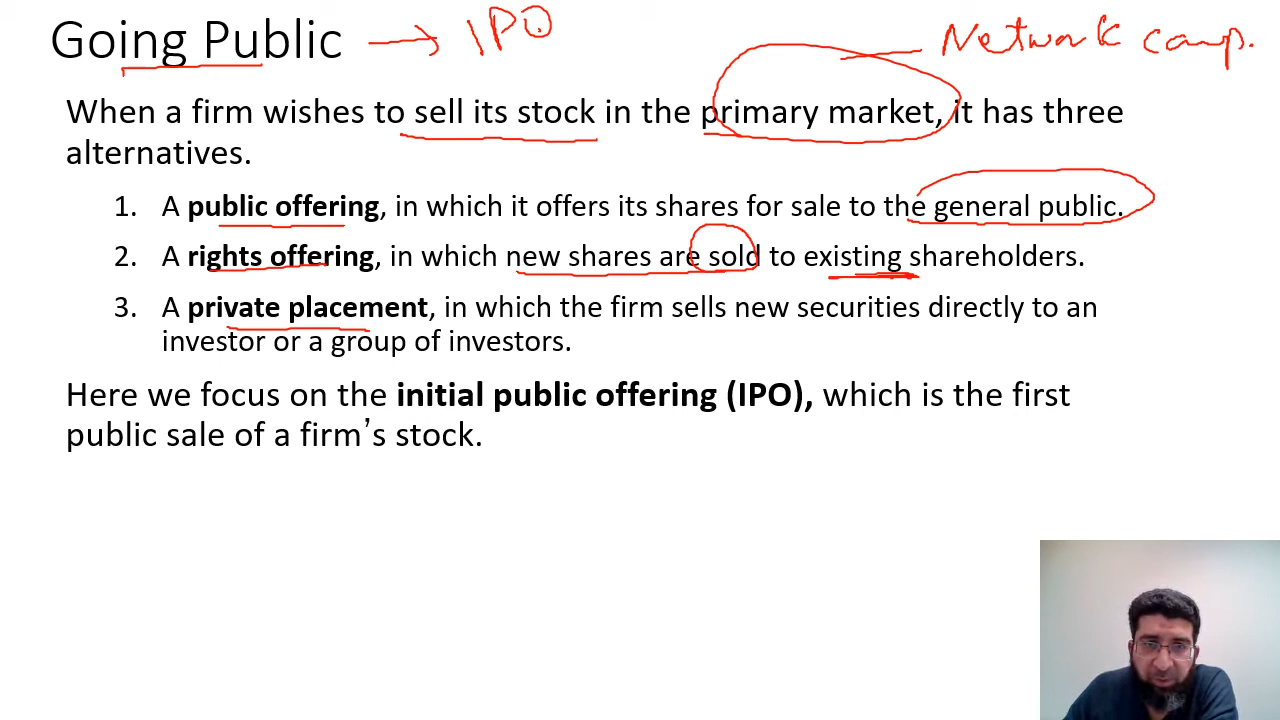 Going Public → IPO
Network comp.
When a firm wishes to sell its stock in the primary market, it has three
alternatives.
1. A public offering, in which it offers its shares for sale to the general public.
2. A rights offering, in which new shares are sold to existing shareholders.
3. A private placement, in which the firm sells new securities directly to an
investor or a group of investors.
Here we focus on the initial public offering (IPO), which is the first
public sale of a firm’s stock.